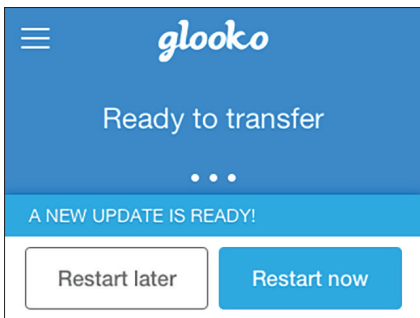 glooko
Ready to transfer
A NEW UPDATE IS READY!
Restart later
Restart now